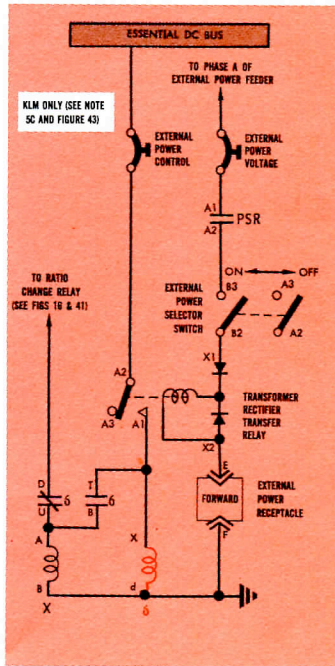 ESSENTIAL DC BUS
TO PHASE A OF
EXTERNAL POWER FEEDER
KLM ONLY (SEE NOTE
5C AND FIGURE 43)
EXTERNAL
POWER
CONTROL
EXTERNAL
POWER
VOLTAGE
A1
PSR
A2
TO RATIO
CHANGE RELAY
(SEE FIGS 16 & 41)
EXTERNAL
POWER
SELECTOR
SWITCH
ON
OFF
B3
A3
B2
A2
X1
A2
A3
A1
TRANSFORMER
RECTIFIER
TRANSFER
RELAY
X2
E
FORWARD
EXTERNAL
POWER
RECEPTACLE
F
D
δ
C
T
δ
B
A
B
X
X
d
δ